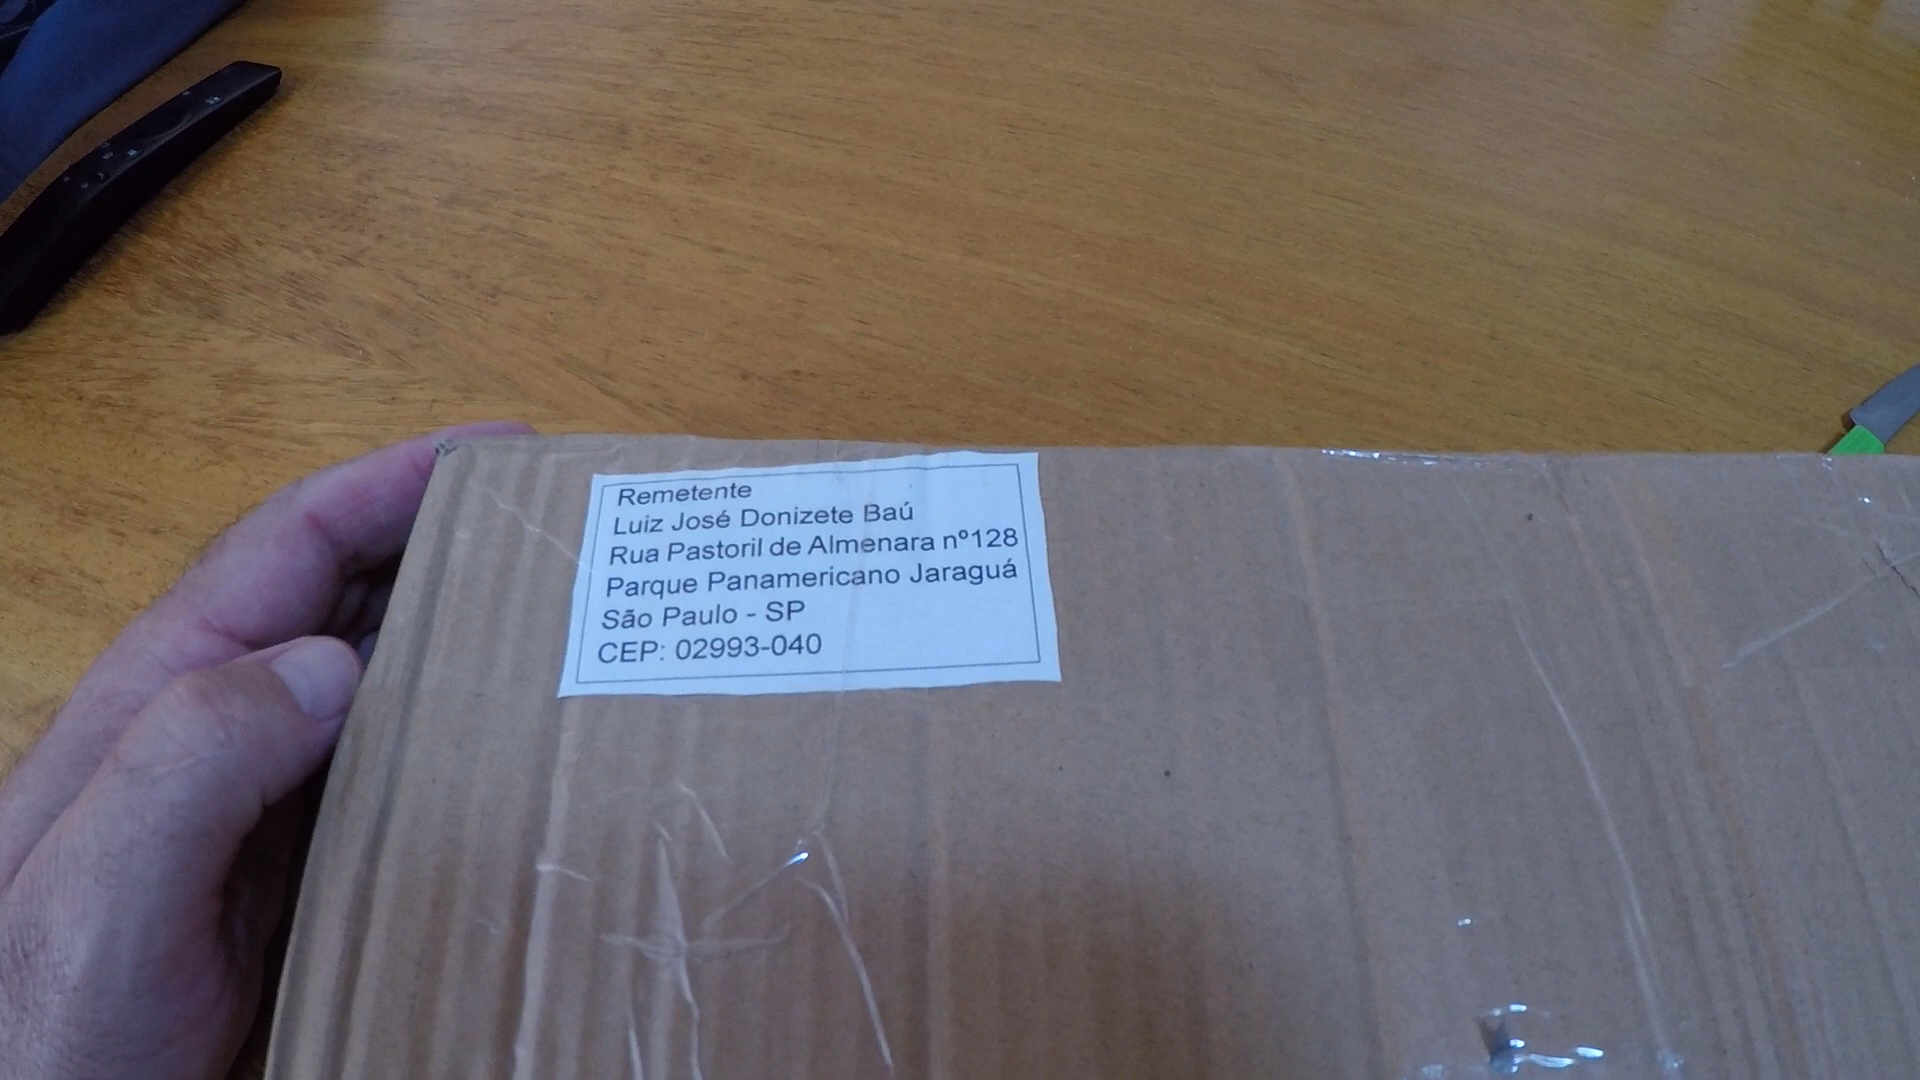 Remetente
Luiz José Donizete Baú
Rua Pastoril de Almenara nº128
Parque Panamericano Jaraguá
São Paulo - SP
CEP: 02993-040